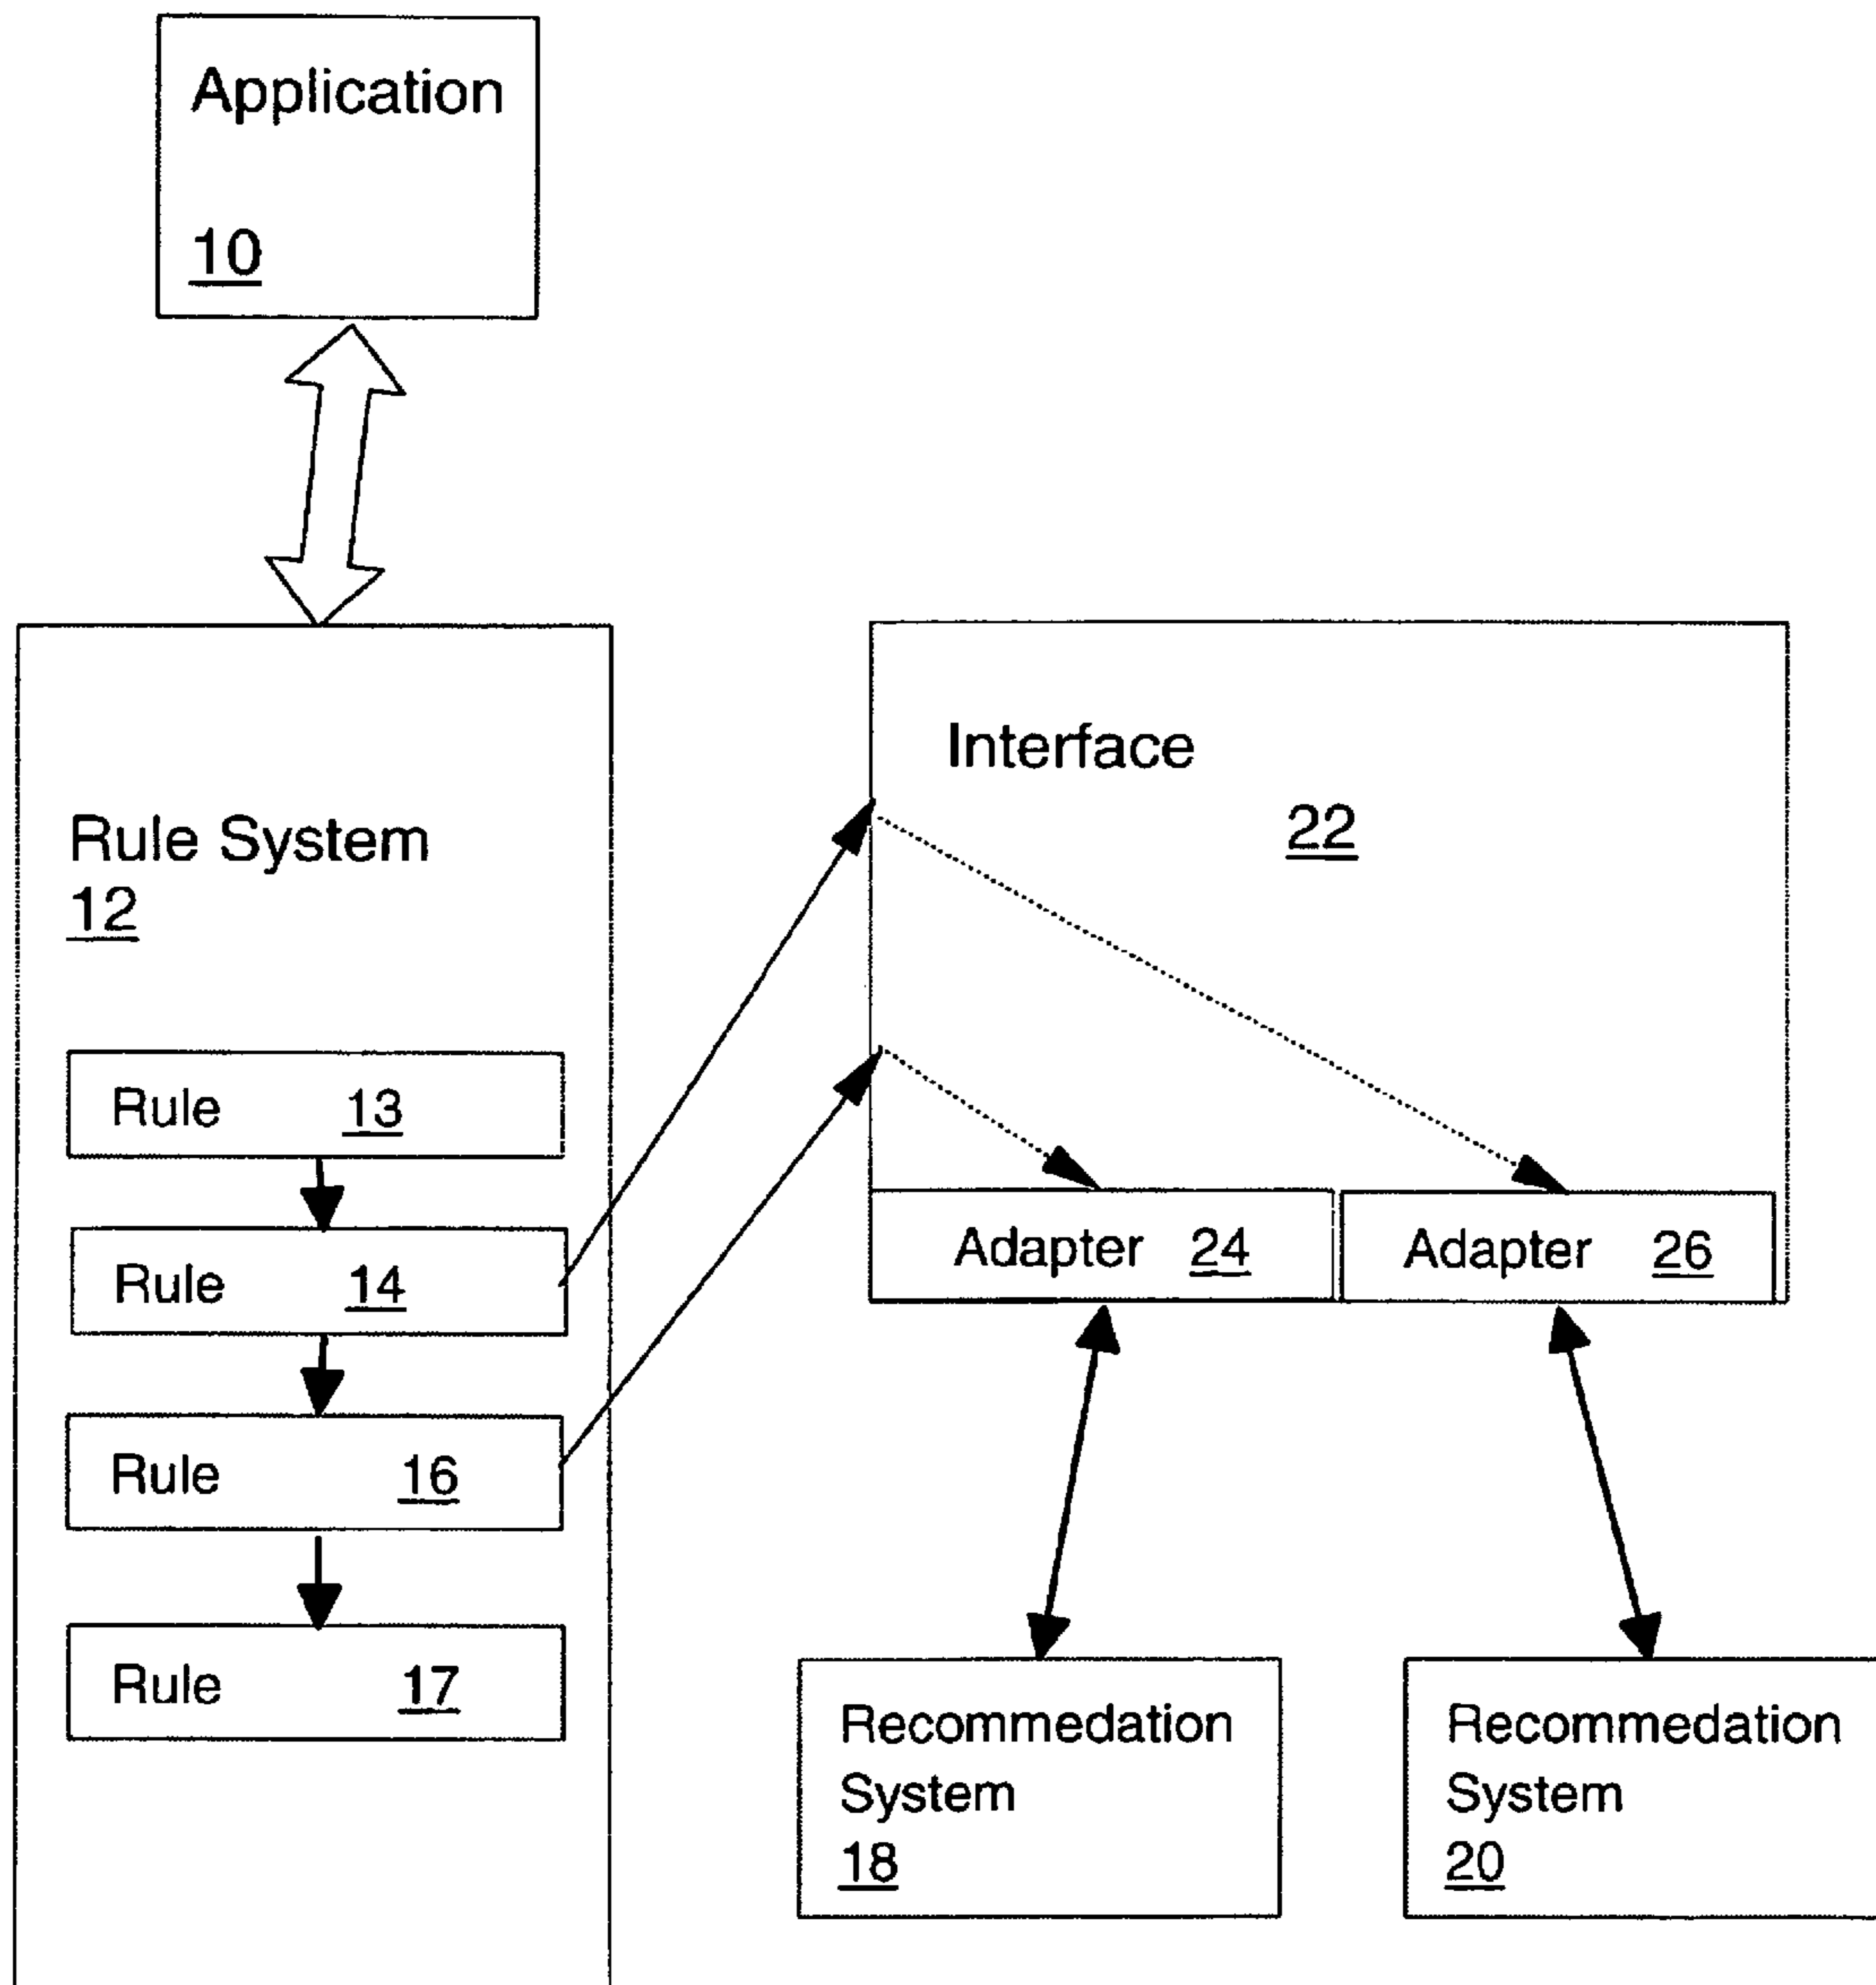 Application
10
Rule System
12
Rule 13
Rule 14
Rule 16
Rule 17
Interface
22
Adapter 24
Adapter 26
Recommedation
System
18
Recommedation
System
20